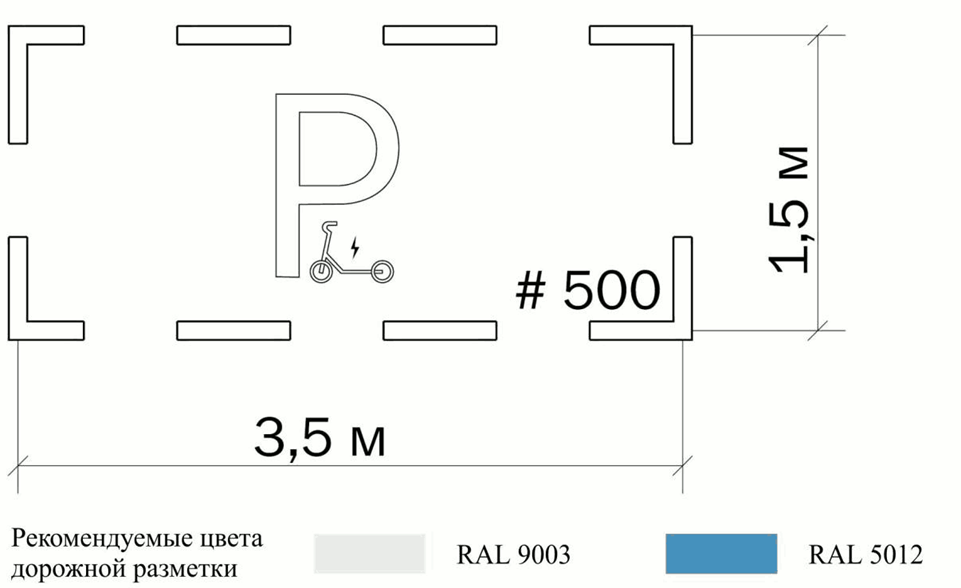 P
1,5 м
# 500
3,5 м
Рекомендуемые цвета
дорожной разметки
RAL 9003
RAL 5012